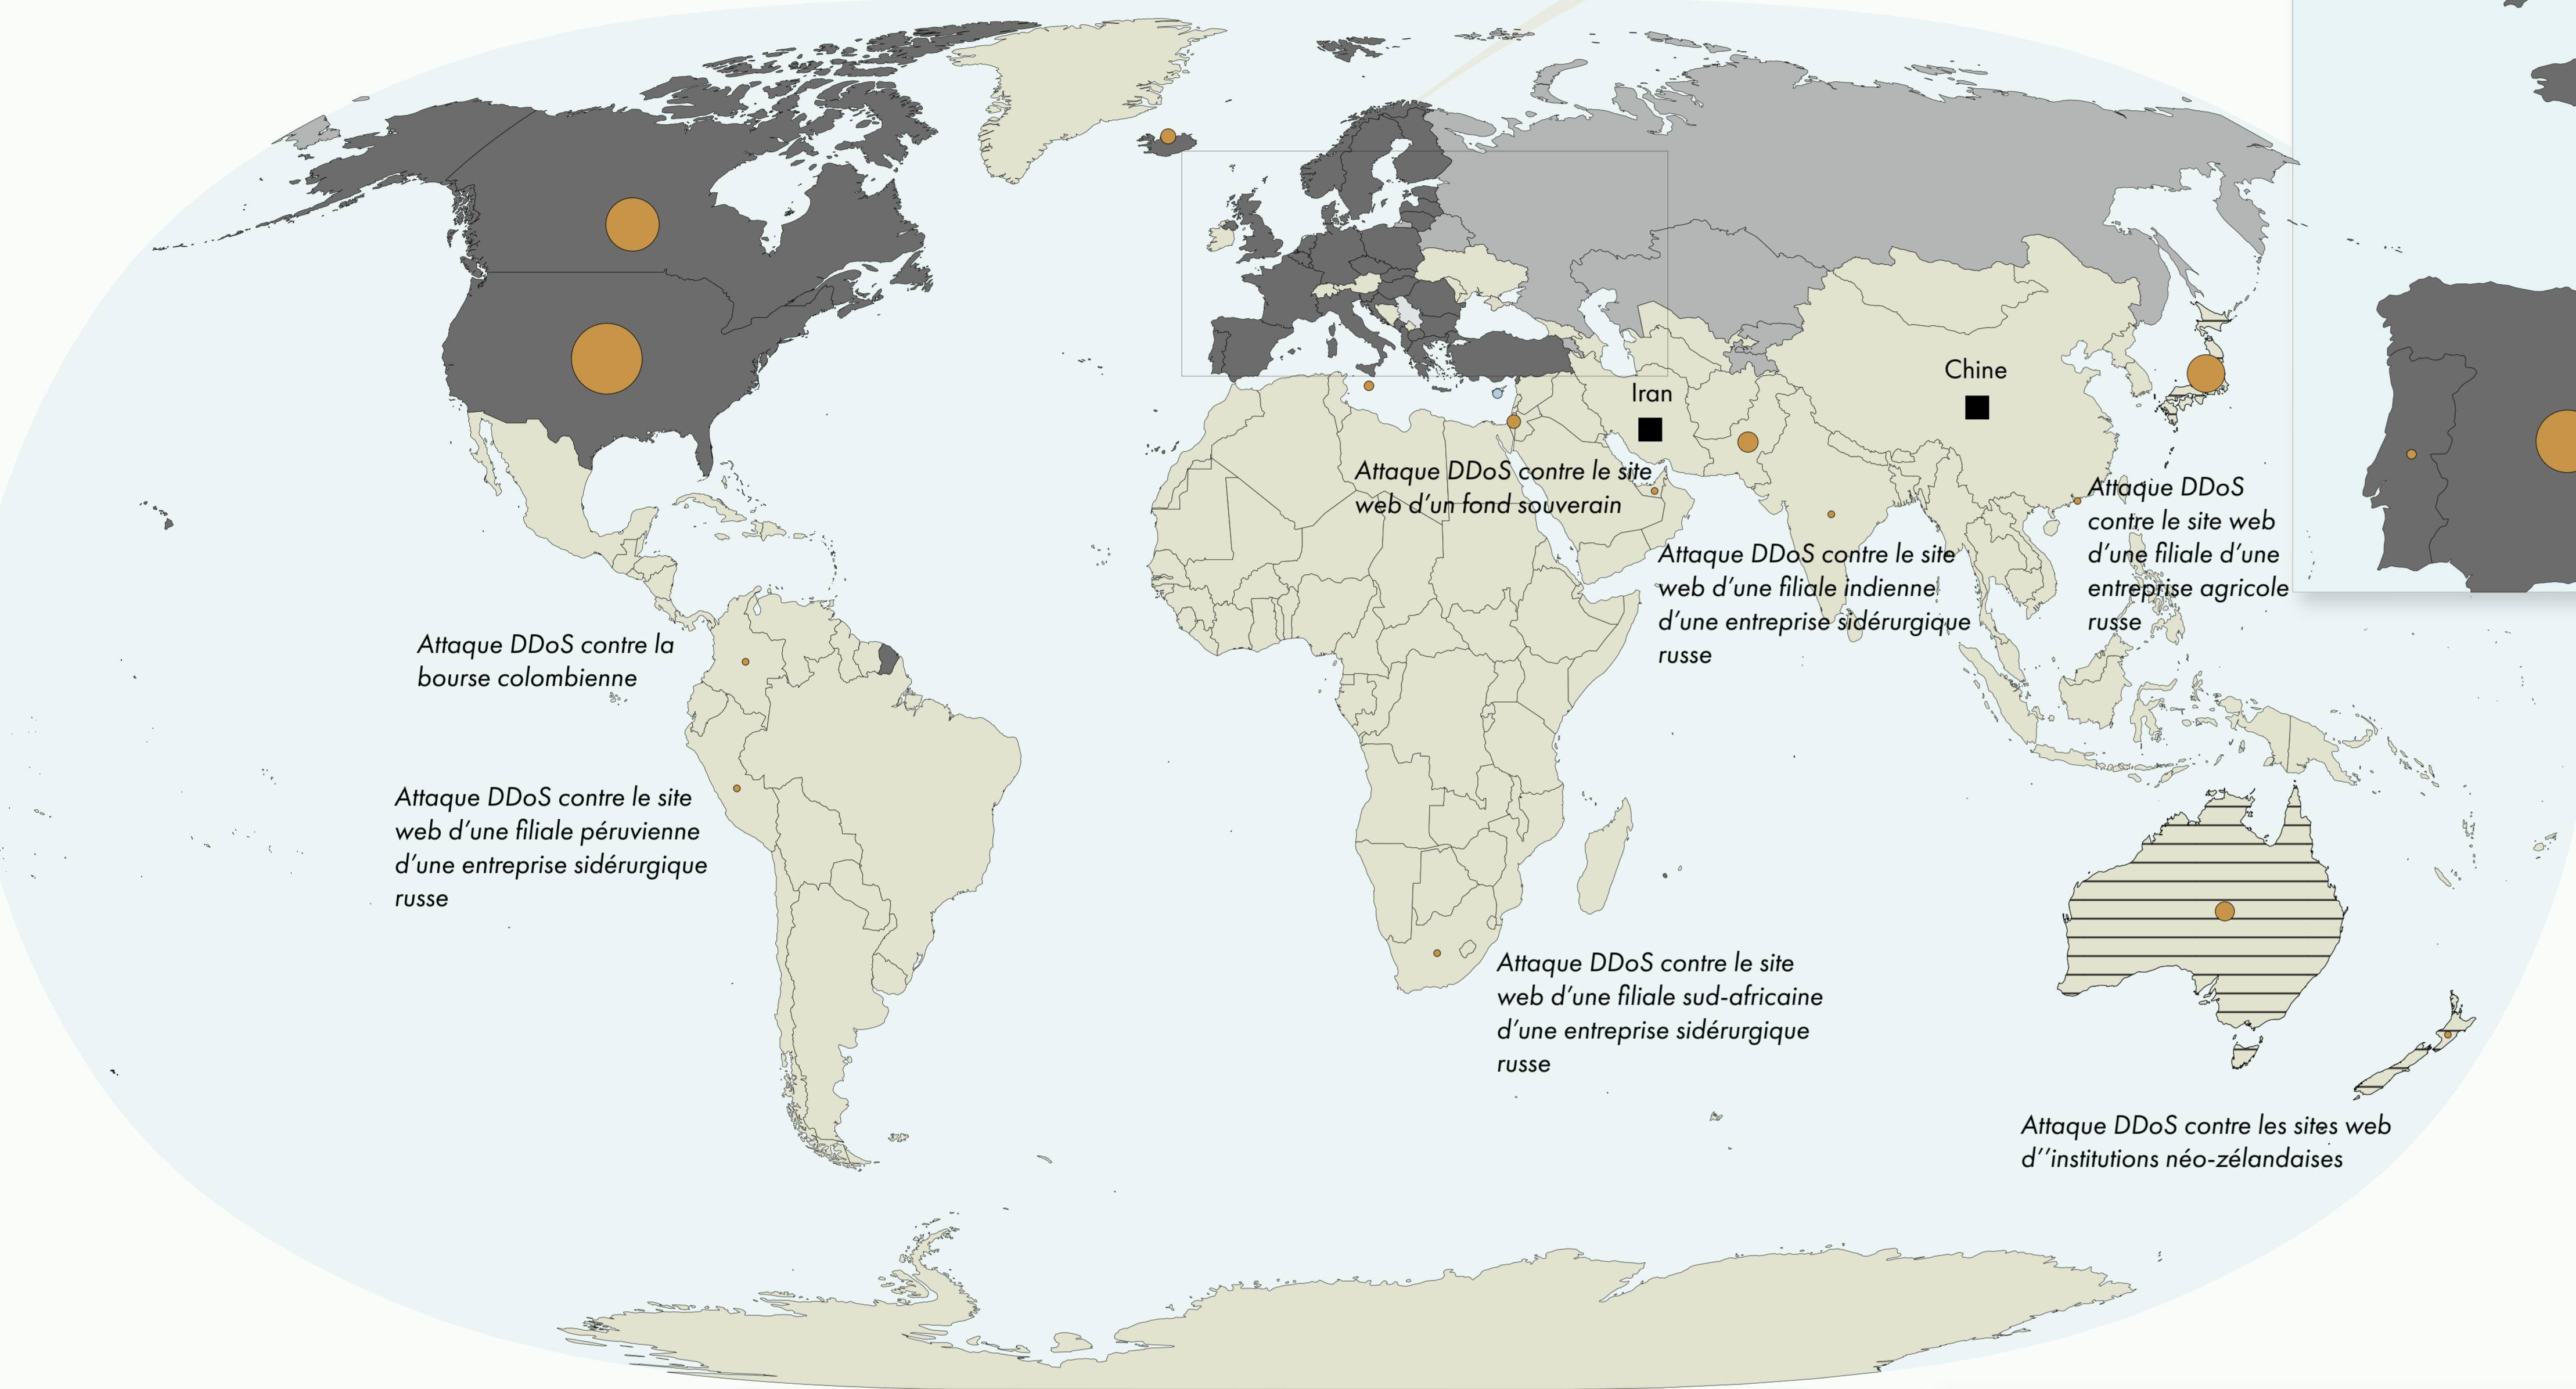 Chine
Iran
Attaque DDoS contre le site
web d'un fond souverain
Attaque DDoS
contre le site web
d'une filiale d'une
entreprise agricole
russe
Attaque DDoS contre le site
web d'une filiale indienne
d'une entreprise sidérurgique
russe
Attaque DDoS contre la
bourse colombienne
Attaque DDoS contre le site
web d'une filiale péruvienne
d'une entreprise sidérurgique
russe
Attaque DDoS contre le site
web d'une filiale sud-africaine
d'une entreprise sidérurgique
russe
Attaque DDoS contre les sites web
d''institutions néo-zélandaises